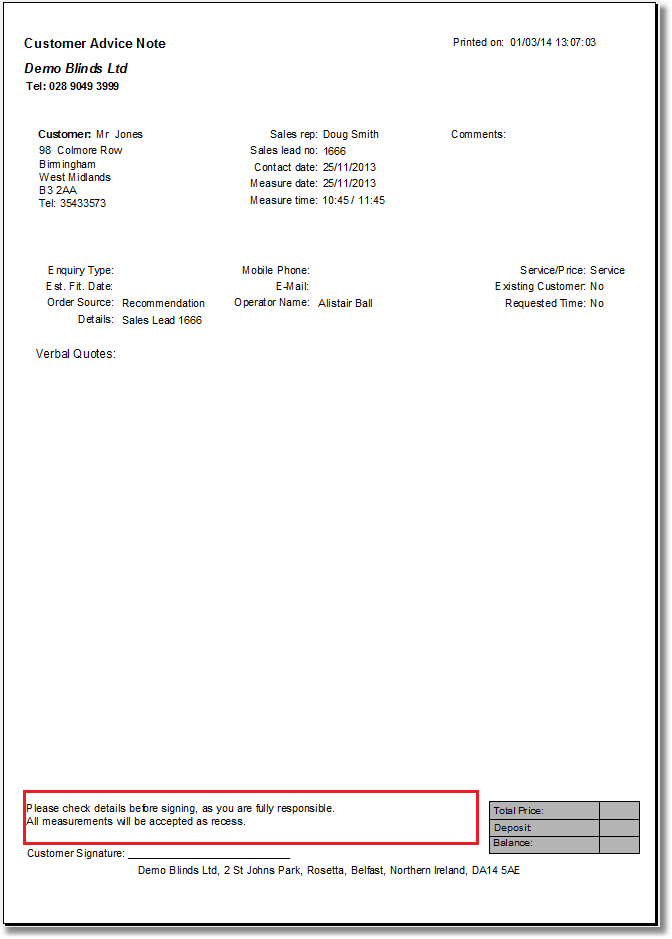 Customer Advice Note
Printed on: 01/03/14 13:07:03
Demo Blinds Ltd
Tel: 028 9049 3999
Customer: Mr Jones
98 Colmore Row
Birmingham
West Midlands
B3 2AA
Tel: 35433573
Sales rep: Doug Smith
Sales lead no: 1666
Contact date: 25/11/2013
Measure date: 25/11/2013
Measure time: 10:45 / 11:45
Comments:
Enquiry Type:
Est. Fit. Date:
Order Source: Recommendation
Details: Sales Lead 1666
Mobile Phone:
E-Mail:
Operator Name: Alistair Ball
Service/Price: Service
Existing Customer: No
Requested Time: No
Verbal Quotes:
Please check details before signing, as you are fully responsible.
All measurements will be accepted as recess.
Total Price:
Deposit:
Balance:
Customer Signature:
Demo Blinds Ltd, 2 St Johns Park, Rosetta, Belfast, Northern Ireland, DA14 5AE